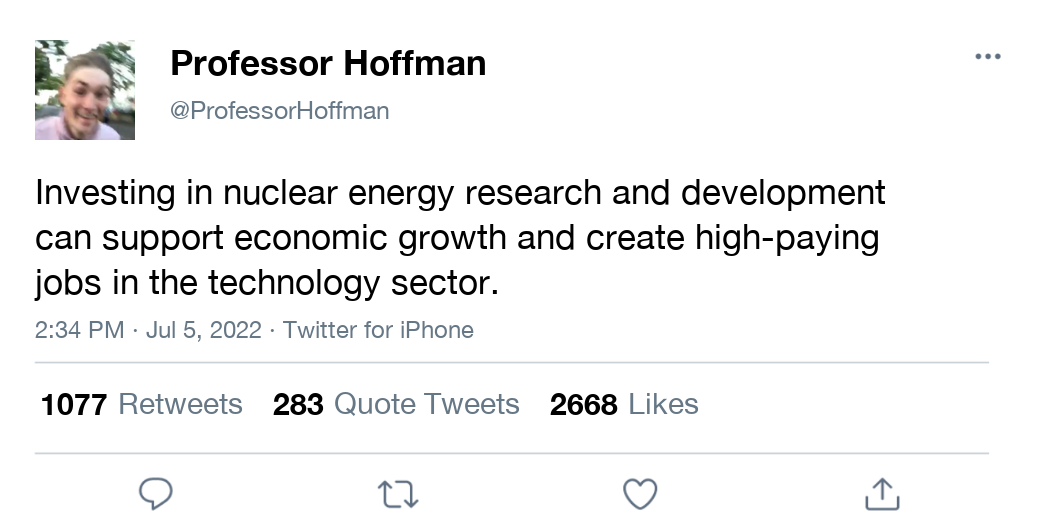 Professor Hoffman
@ProfessorHoffman
Investing in nuclear energy research and development
can support economic growth and create high-paying
jobs in the technology sector.
2:34 PM · Jul 5, 2022 · Twitter for iPhone
1077 Retweets 283 Quote Tweets 2668 Likes